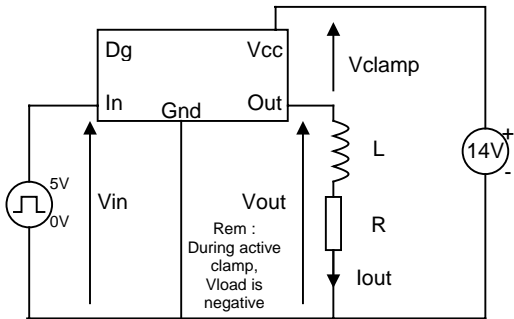 Dg
Vcc
In
Gnd
Out
Vclamp
14V
+
-
L
5V
0V
Vin
Vout
R
Rem :
During active
clamp,
Vload is
negative
Iout